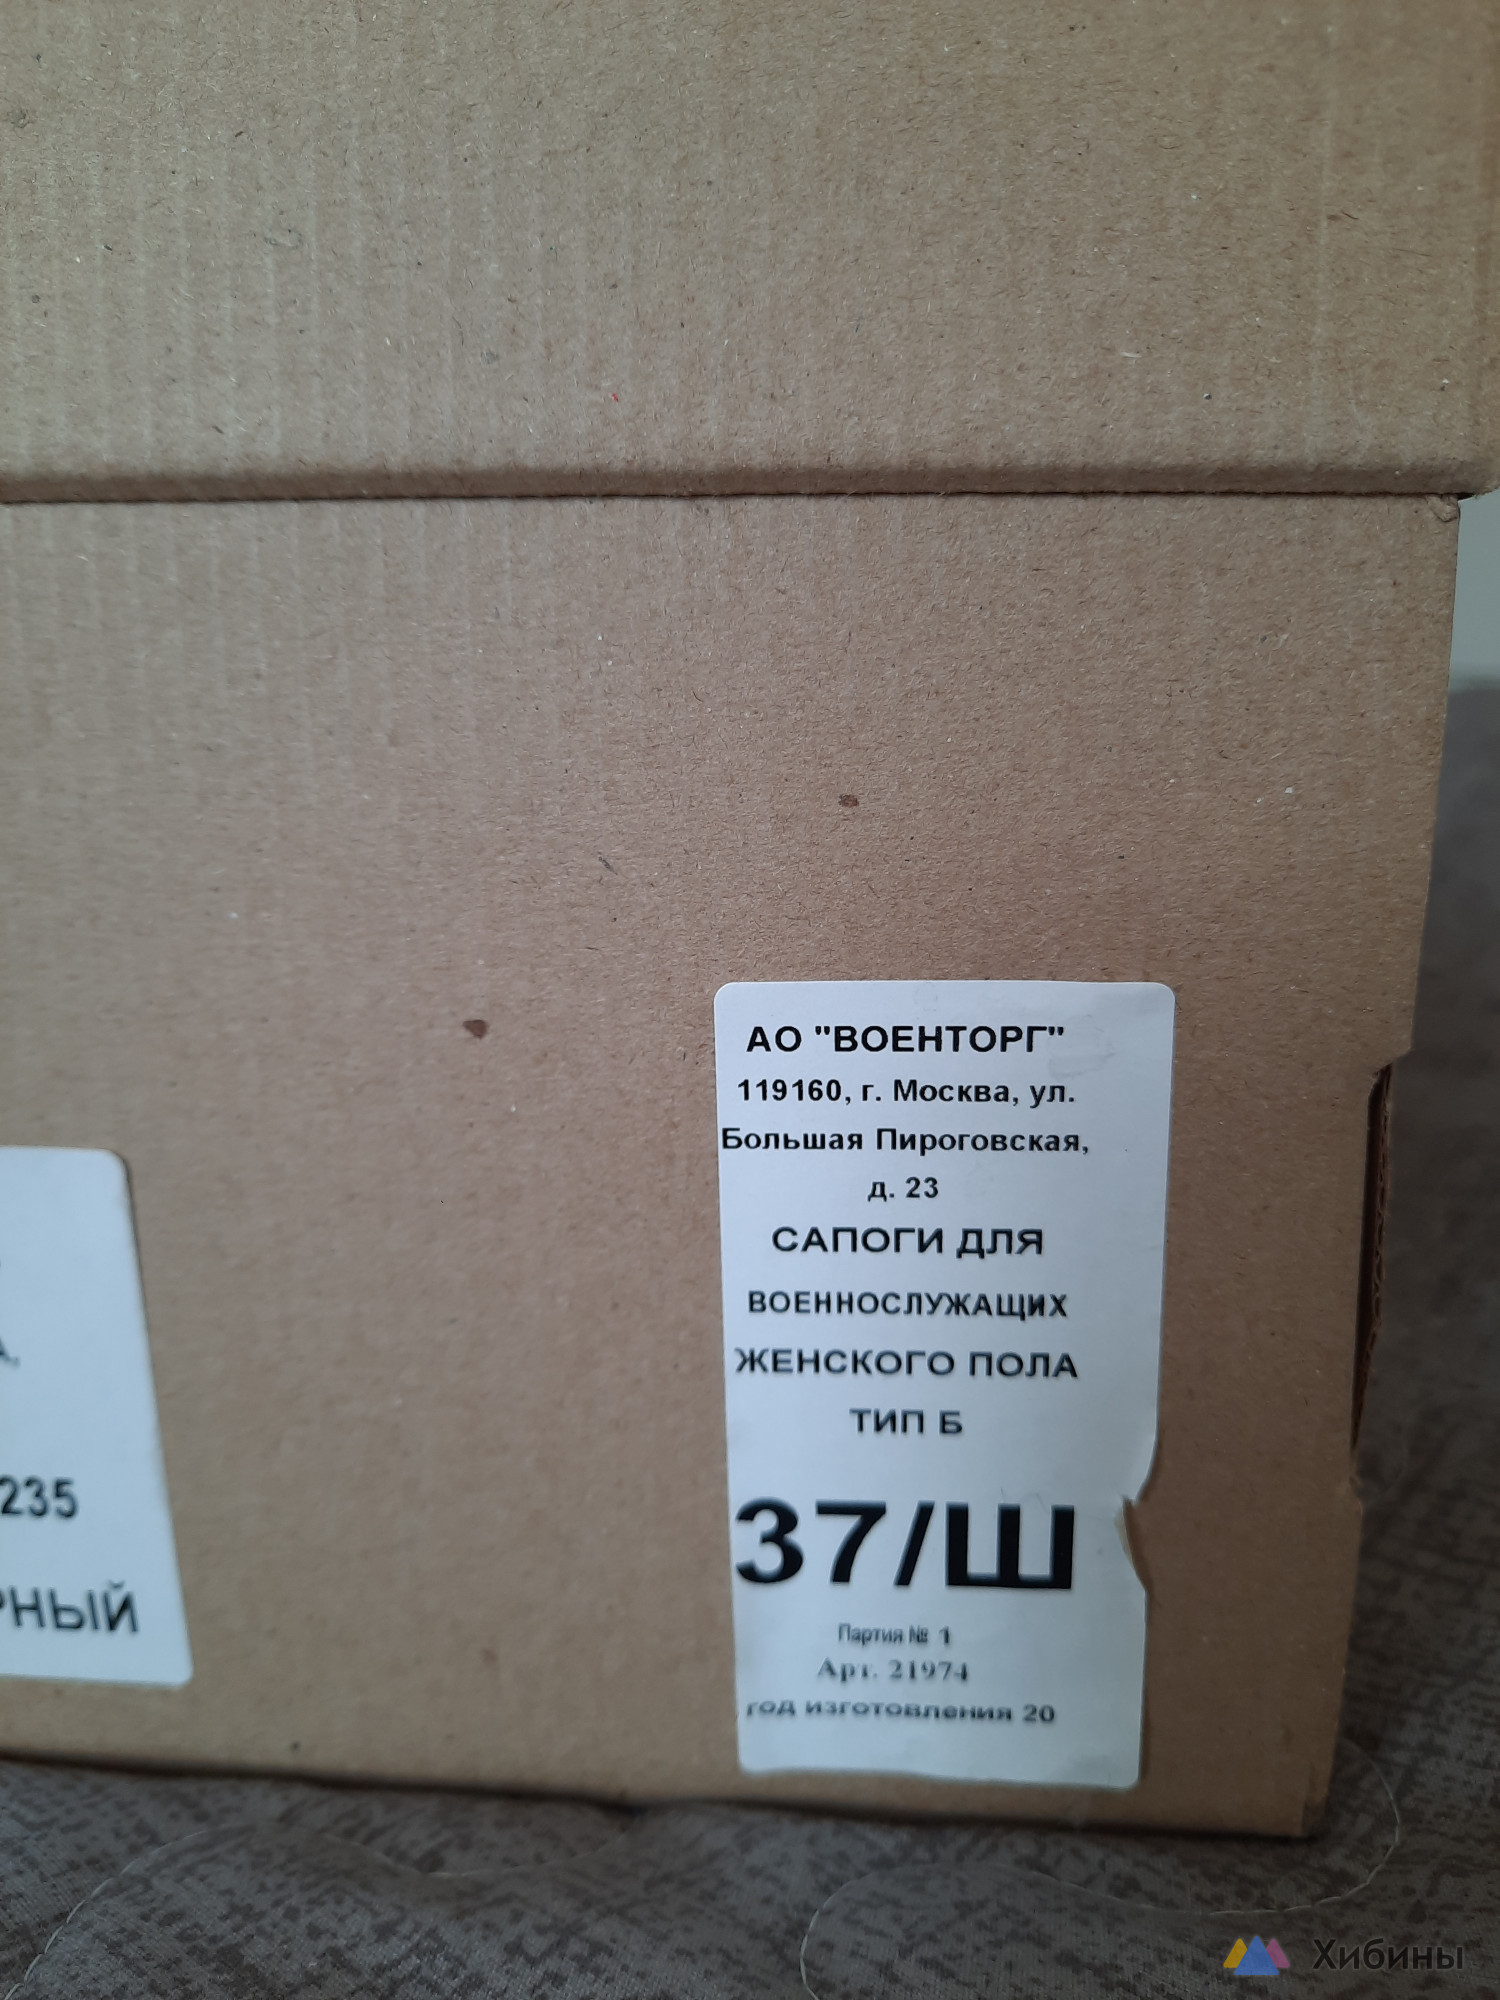 А,
235
РНЫЙ
АО "ВОЕНТОРГ"
119160, г. Москва, ул.
Большая Пироговская,
д. 23
САПОГИ ДЛЯ
ВОЕННОСЛУЖАЩИХ
ЖЕНСКОГО ПОЛА
ТИП Б
37/Ш
Партия № 1
Арт. 21974
год изготовления 20
Хибины